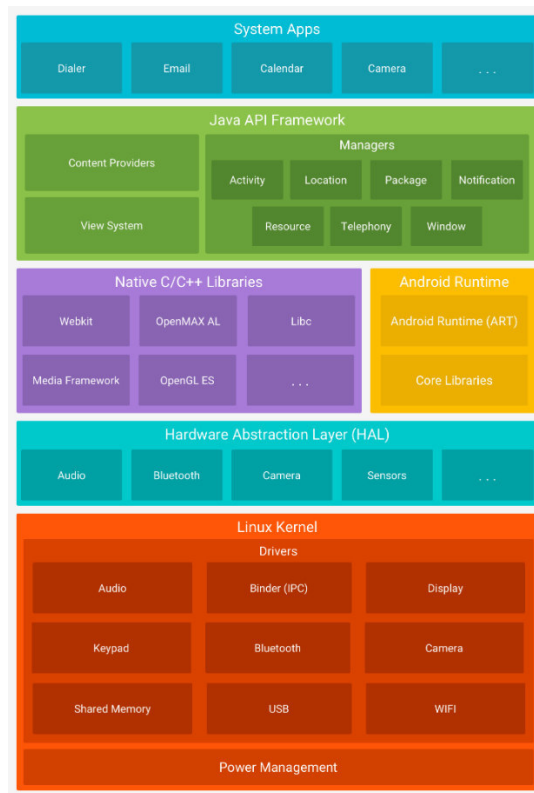 System Apps
Dialer
Email
Calendar
Camera
. . .
Java API Framework
Content Providers
View System
Managers
Activity
Location
Package
Notification
Resource
Telephony
Window
Native C/C++ Libraries
Webkit
OpenMAX AL
Libc
Media Framework
OpenGL ES
. . .
Android Runtime
Android Runtime (ART)
Core Libraries
Hardware Abstraction Layer (HAL)
Audio
Bluetooth
Camera
Sensors
. . .
Linux Kernel
Drivers
Audio
Binder (IPC)
Display
Keypad
Bluetooth
Camera
Shared Memory
USB
WIFI
Power Management